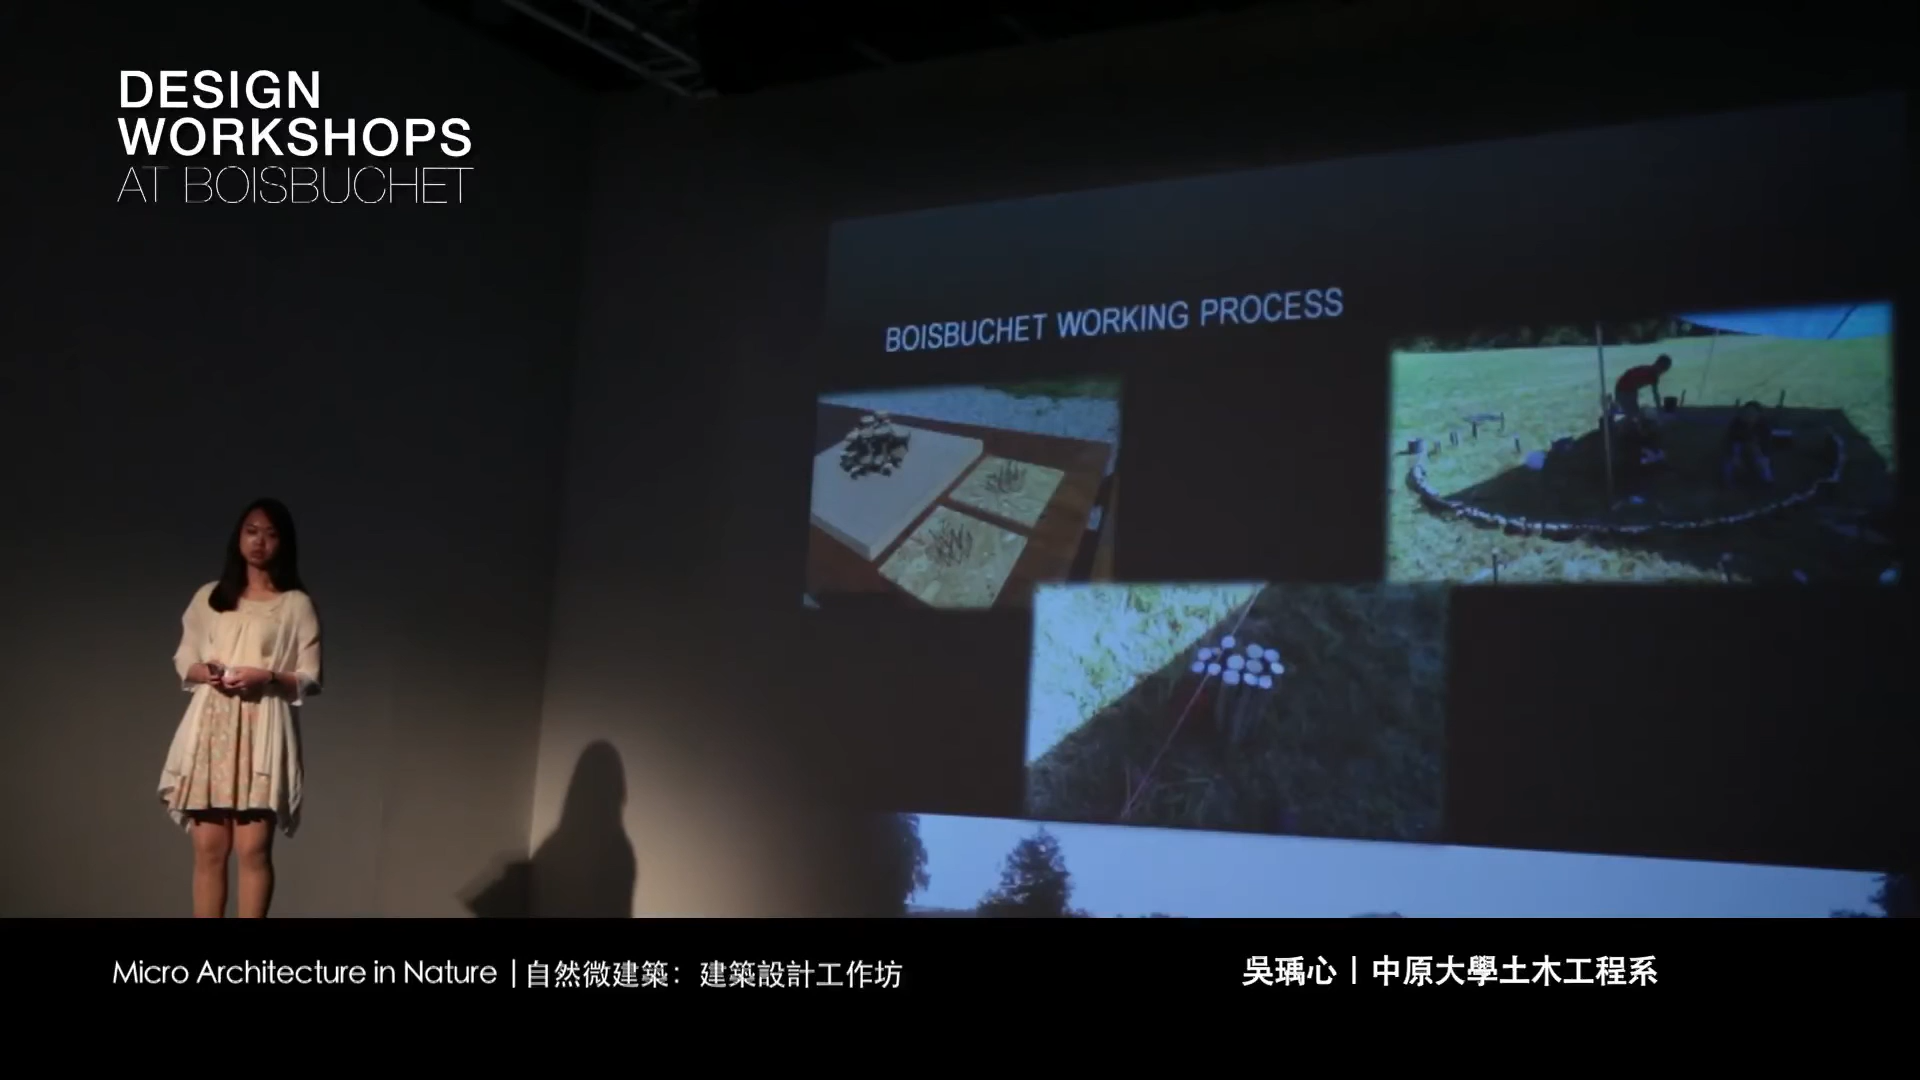 DESIGN
WORKSHOPS
AT BOISBUCHET
BOISBUCHET WORKING PROCESS
Micro Architecture in Nature | 自然微建築：建築設計工作坊
吳瑀心 | 中原大學土木工程系